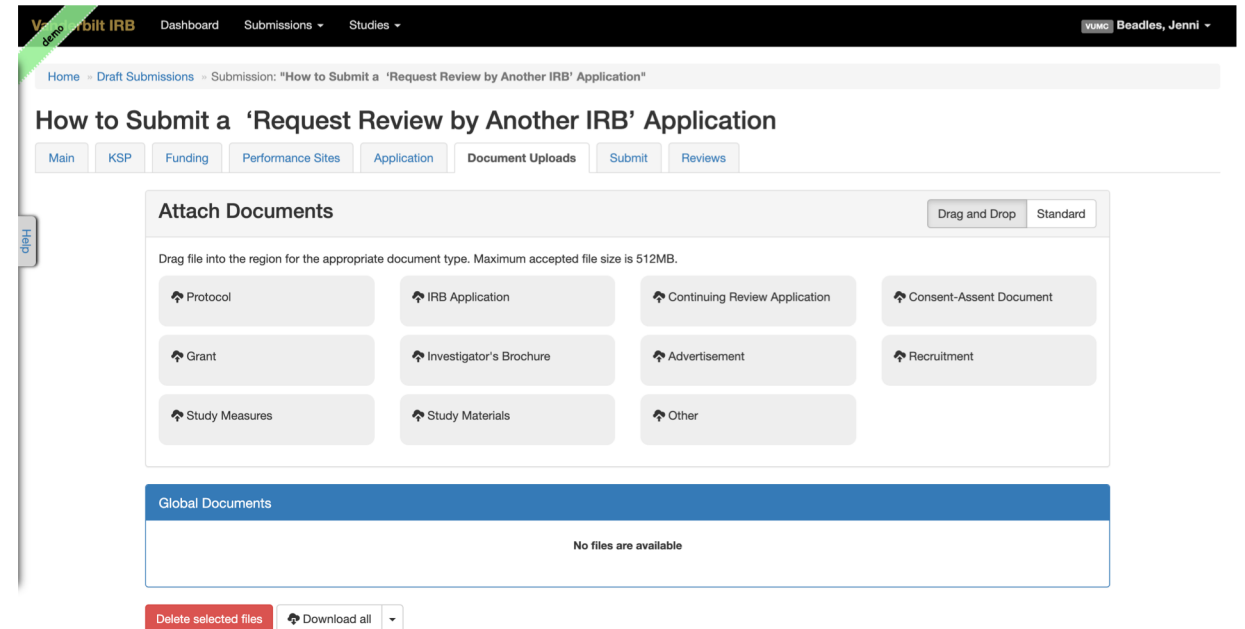 Vanderbilt IRB Dashboard Submissions Studies VUMC Beadles, Jenni
demo
Home » Draft Submissions » Submission: "How to Submit a 'Request Review by Another IRB' Application"
How to Submit a ‘Request Review by Another IRB’ Application
Main KSP Funding Performance Sites Application Document Uploads Submit Reviews
Help
Attach Documents Drag and Drop Standard
Drag file into the region for the appropriate document type. Maximum accepted file size is 512MB.
Protocol IRB Application Continuing Review Application Consent-Assent Document
Grant Investigator's Brochure Advertisement Recruitment
Study Measures Study Materials Other
Global Documents
No files are available
Delete selected files Download all